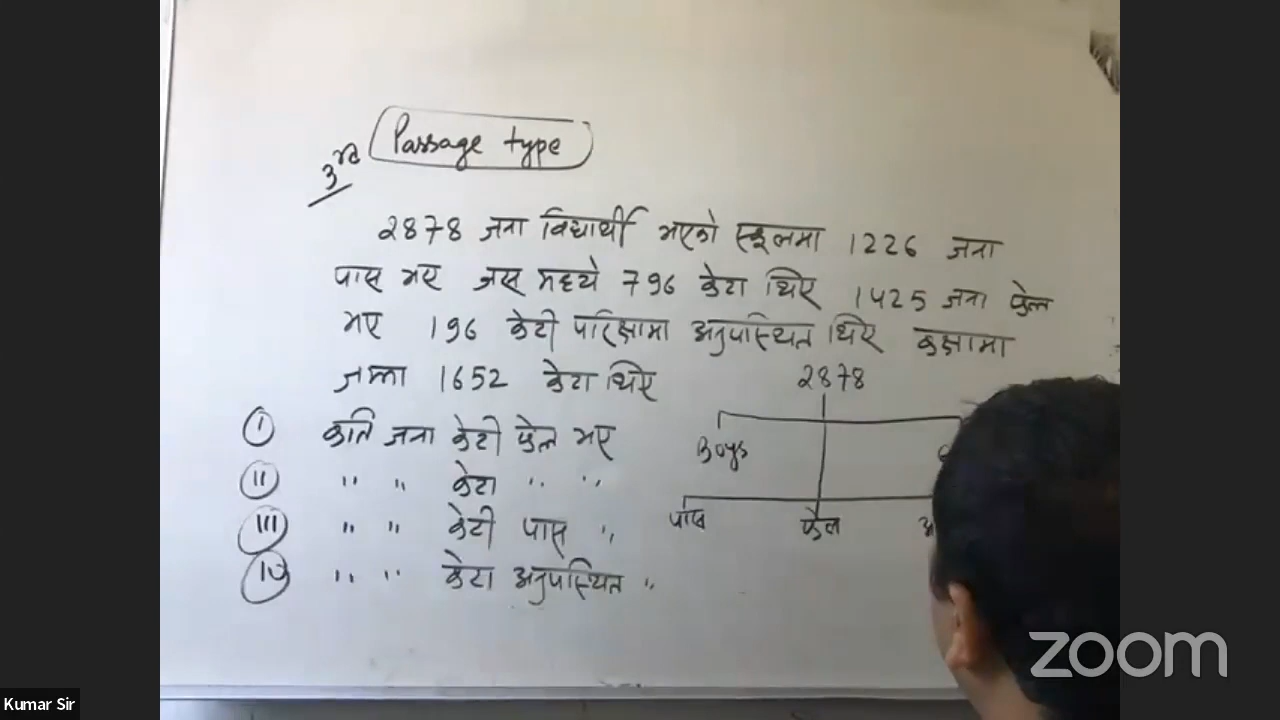 3rd Passage type
2878 जना विद्यार्थी भएको स्कूलमा 1226 जना
पास भए जस मध्ये 796 केटा थिए 1425 जना फेल
भए 196 केटी परिक्षामा अनुपस्थित थिए कक्षामा
जम्मा 1652 केटा थिए
2878
Boys
पास फेल
I कति जना केटी फेल भए
II " " केटा " "
III " " केटी पास "
IV " " केटा अनुपस्थित "
zoom
Kumar Sir